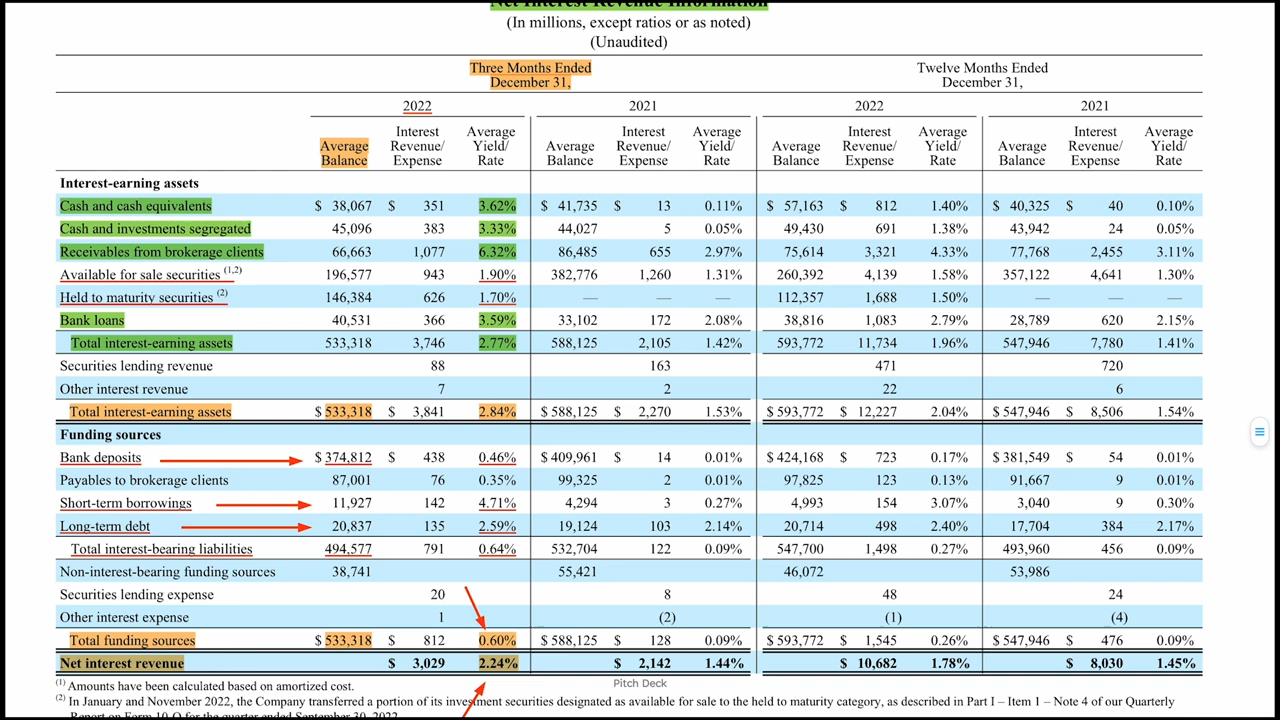 Net Interest Revenue Information
(In millions, except ratios or as noted)
(Unaudited)
Three Months Ended December 31, Twelve Months Ended December 31,
2022 2021 2022 2021
Average Balance Interest Revenue/ Expense Average Yield/ Rate Average Balance Interest Revenue/ Expense Average Yield/ Rate Average Balance Interest Revenue/ Expense Average Yield/ Rate Average Balance Interest Revenue/ Expense Average Yield/ Rate
Interest-earning assets
Cash and cash equivalents $ 38,067 $ 351 3.62% $ 41,735 $ 13 0.11% $ 57,163 $ 812 1.40% $ 40,325 $ 40 0.10%
Cash and investments segregated 45,096 383 3.33% 44,027 5 0.05% 49,430 691 1.38% 43,942 24 0.05%
Receivables from brokerage clients 66,663 1,077 6.32% 86,485 655 2.97% 75,614 3,321 4.33% 77,768 2,455 3.11%
Available for sale securities (1,2) 196,577 943 1.90% 382,776 1,260 1.31% 260,392 4,139 1.58% 357,122 4,641 1.30%
Held to maturity securities (2) 146,384 626 1.70% — — — 112,357 1,688 1.50% — — —
Bank loans 40,531 366 3.59% 33,102 172 2.08% 38,816 1,083 2.79% 28,789 620 2.15%
Total interest-earning assets 533,318 3,746 2.77% 588,125 2,105 1.42% 593,772 11,734 1.96% 547,946 7,780 1.41%
Securities lending revenue 88 163 471 720
Other interest revenue 7 2 22 6
Total interest-earning assets $ 533,318 $ 3,841 2.84% $ 588,125 $ 2,270 1.53% $ 593,772 $ 12,227 2.04% $ 547,946 $ 8,506 1.54%
Funding sources
Bank deposits $ 374,812 $ 438 0.46% $ 409,961 $ 14 0.01% $ 424,168 $ 723 0.17% $ 381,549 $ 54 0.01%
Payables to brokerage clients 87,001 76 0.35% 99,325 2 0.01% 97,825 123 0.13% 91,667 9 0.01%
Short-term borrowings 11,927 142 4.71% 4,294 3 0.27% 4,993 154 3.07% 3,040 9 0.30%
Long-term debt 20,837 135 2.59% 19,124 103 2.14% 20,714 498 2.40% 17,704 384 2.17%
Total interest-bearing liabilities 494,577 791 0.64% 532,704 122 0.09% 547,700 1,498 0.27% 493,960 456 0.09%
Non-interest-bearing funding sources 38,741 55,421 46,072 53,986
Securities lending expense 20 8 48 24
Other interest expense 1 (2) (1) (4)
Total funding sources $ 533,318 $ 812 0.60% $ 588,125 $ 128 0.09% $ 593,772 $ 1,545 0.26% $ 547,946 $ 476 0.09%
Net interest revenue $ 3,029 2.24% $ 2,142 1.44% $ 10,682 1.78% $ 8,030 1.45%
(1) Amounts have been calculated based on amortized cost.
Pitch Deck
(2) In January and November 2022, the Company transferred a portion of its investment securities designated as available for sale to the held to maturity category, as described in Part I – Item 1 – Note 4 of our Quarterly
Report on Form 10-Q for the quarter ended September 30, 2022.